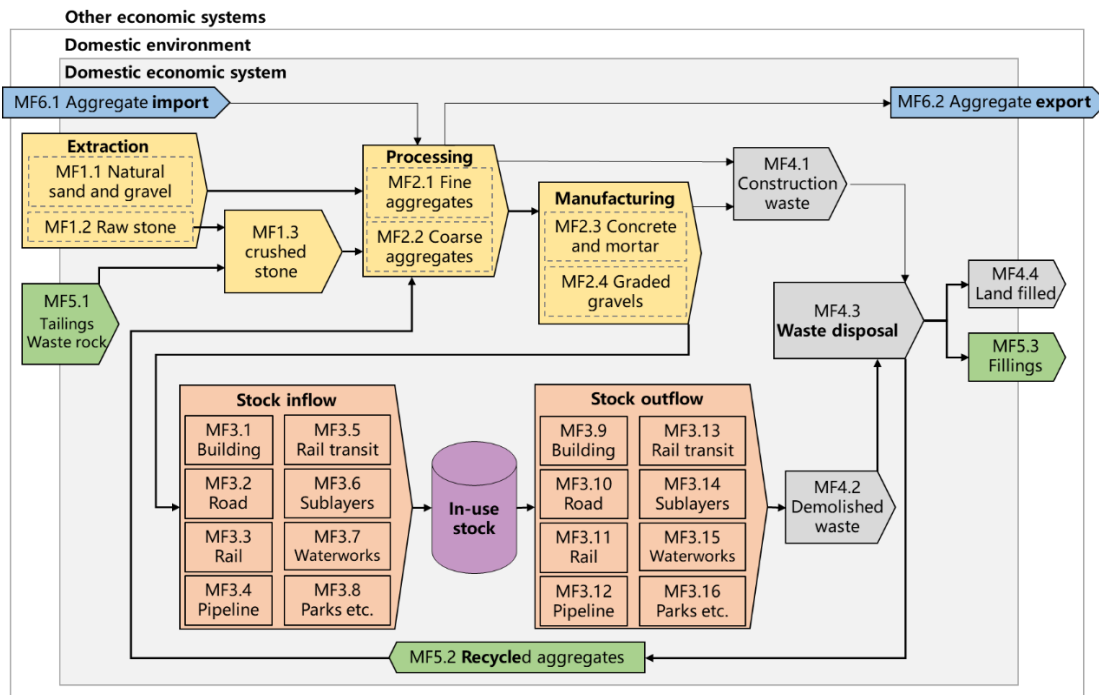 Other economic systems
Domestic environment
Domestic economic system
MF6.1 Aggregate import
MF6.2 Aggregate export
Extraction
MF1.1 Natural
sand and gravel
MF1.2 Raw stone
MF1.3
crushed
stone
Processing
MF2.1 Fine
aggregates
MF2.2 Coarse
aggregates
Manufacturing
MF2.3 Concrete
and mortar
MF2.4 Graded
gravels
MF4.1
Construction
waste
MF5.1
Tailings
Waste rock
MF4.3
Waste disposal
MF4.4
Land filled
MF5.3
Fillings
Stock inflow
MF3.1
Building
MF3.5
Rail transit
MF3.2
Road
MF3.6
Sublayers
MF3.3
Rail
MF3.7
Waterworks
MF3.4
Pipeline
MF3.8
Parks etc.
In-use
stock
Stock outflow
MF3.9
Building
MF3.13
Rail transit
MF3.10
Road
MF3.14
Sublayers
MF3.11
Rail
MF3.15
Waterworks
MF3.12
Pipeline
MF3.16
Parks etc.
MF4.2
Demolished
waste
MF5.2 Recycled aggregates